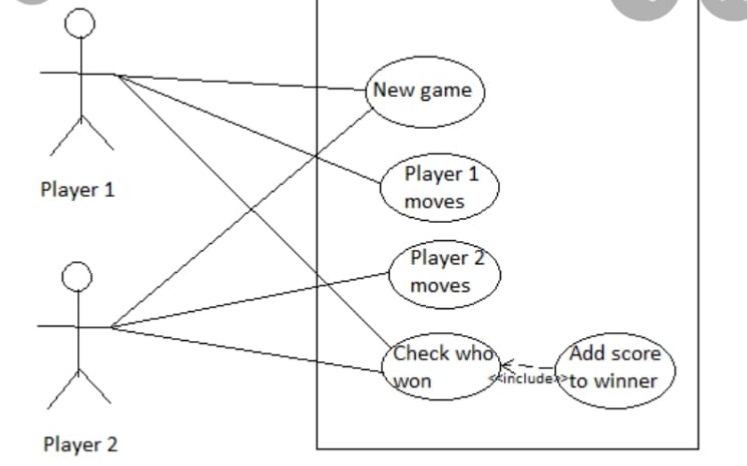 New game
Player 1
moves
Player 1
Player 2
moves
Check who
won
<<include>>
Add score
to winner
Player 2